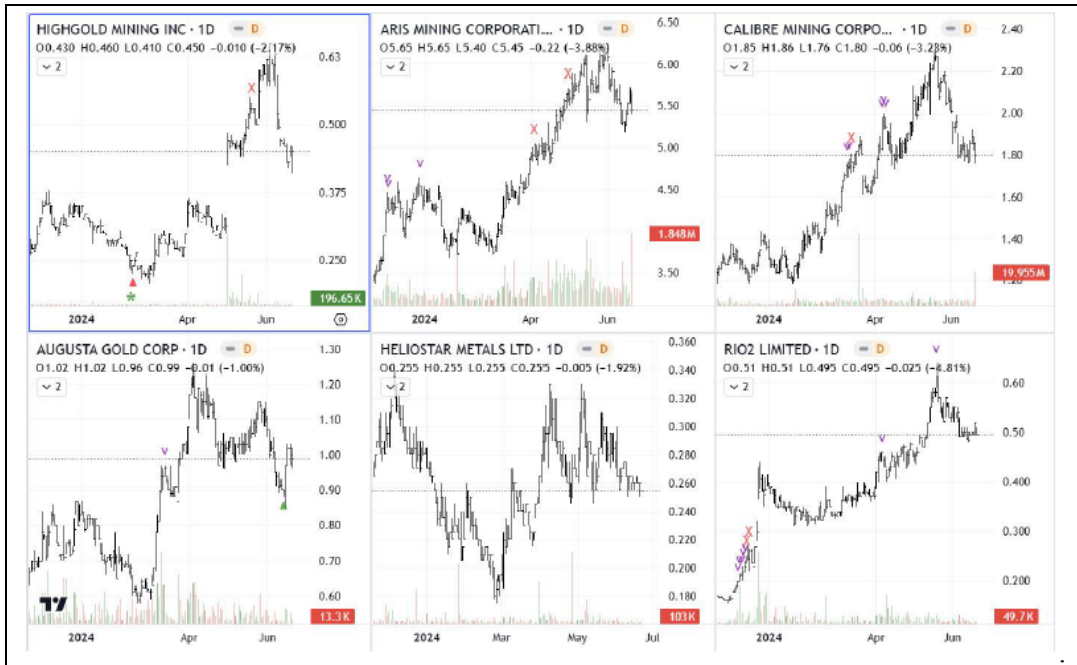 HIGHGOLD MINING INC · 1D D
O0.430 H0.460 L0.410 C0.450 −0.010 (−2.17%)
2
0.63
0.500
0.375
0.250
196.65K
2024 Apr Jun
ARIS MINING CORPORATI... · 1D D
O5.65 H5.65 L5.40 C5.45 −0.22 (−3.88%)
2
6.50
6.00
5.50
4.50
3.50
1.848M
2024 Apr Jun
CALIBRE MINING CORPO... · 1D D
O1.85 H1.86 L1.76 C1.80 −0.06 (−3.23%)
2
2.40
2.20
2.00
1.80
1.60
1.40
19.955M
2024 Apr Jun
AUGUSTA GOLD CORP · 1D D
O1.02 H1.02 L0.96 C0.99 −0.01 (−1.00%)
2
1.30
1.20
1.00
0.90
0.80
0.70
0.60
13.3K
2024 Apr Jun
HELIOSTAR METALS LTD · 1D D
O0.255 H0.255 L0.255 C0.255 −0.005 (−1.92%)
2
0.360
0.340
0.320
0.300
0.280
0.260
0.240
0.220
0.200
0.180
103K
2024 Mar May Jul
RIO2 LIMITED · 1D D
O0.51 H0.51 L0.495 C0.495 −0.025 (−4.81%)
2
0.60
0.50
0.400
0.300
0.200
49.7K
2024 Apr Jun